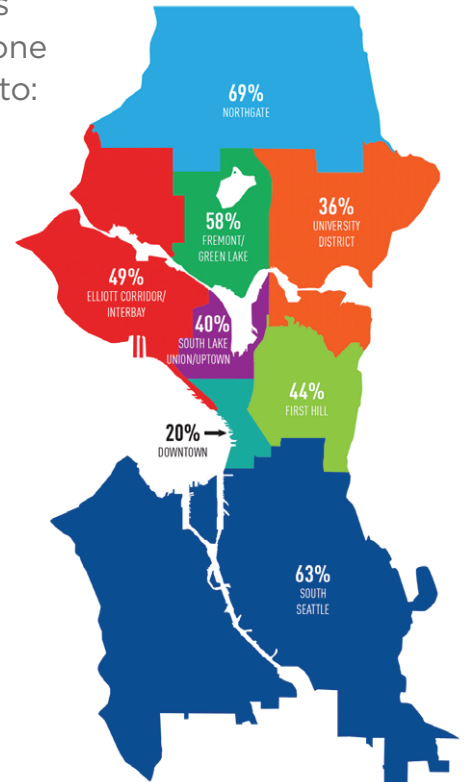 s
one
to:
69%
NORTHGATE
58%
FREMONT/
GREEN LAKE
36%
UNIVERSITY
DISTRICT
49%
ELLIOTT CORRIDOR/
INTERBAY
40%
SOUTH LAKE
UNION/UPTOWN
44%
FIRST HILL
20%
DOWNTOWN
63%
SOUTH
SEATTLE